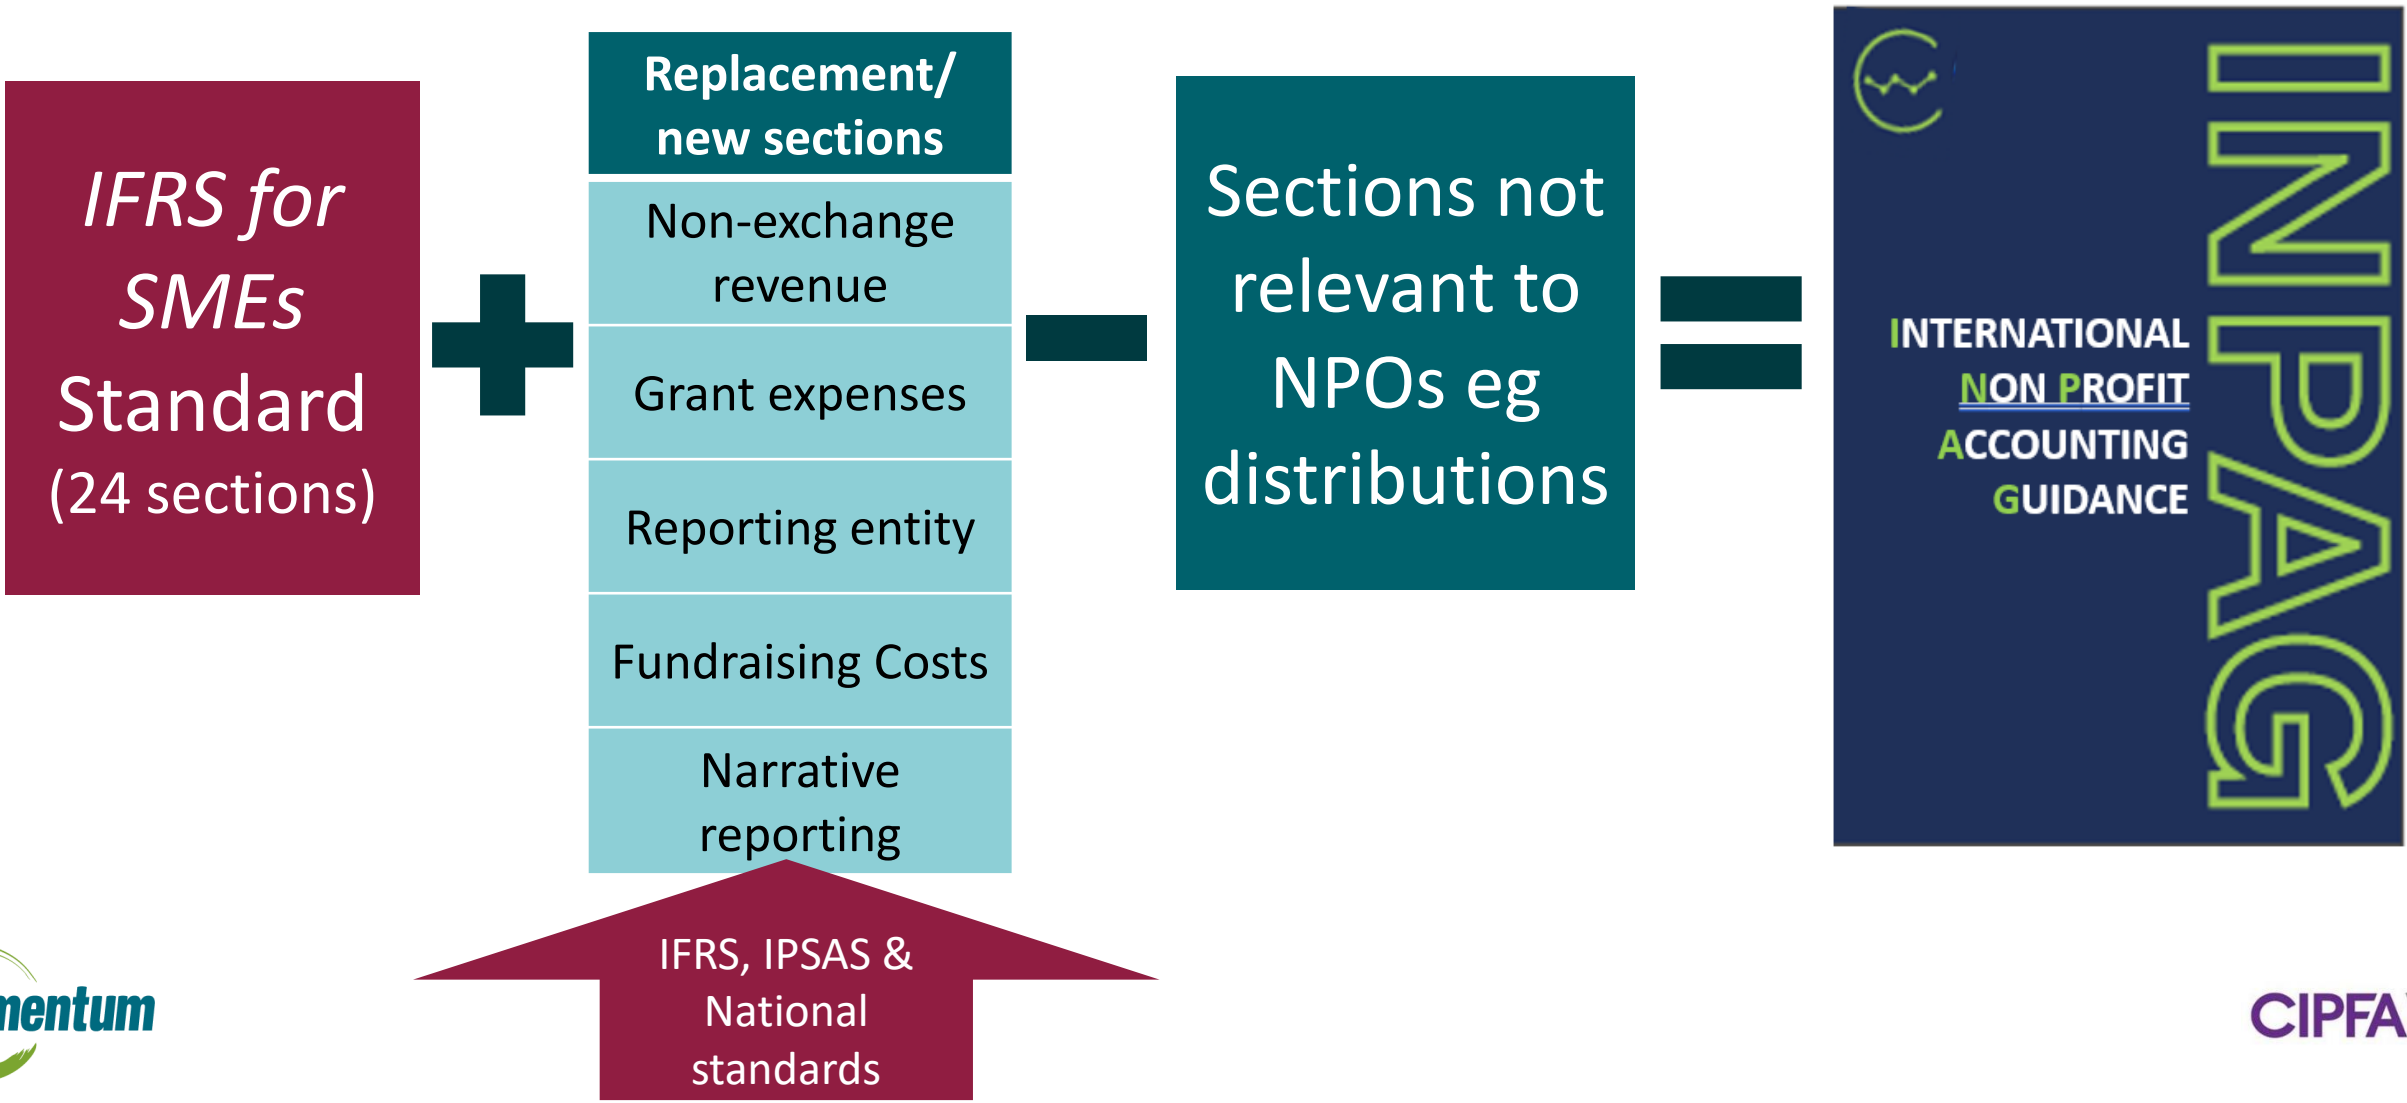 IFRS for
SMEs
Standard
(24 sections)
Replacement/
new sections
Non-exchange
revenue
Grant expenses
Reporting entity
Fundraising Costs
Narrative
reporting
IFRS, IPSAS &
National
standards
Sections not
relevant to
NPOs eg
distributions
INTERNATIONAL
NON PROFIT
ACCOUNTING
GUIDANCE
INPAG
mentum
CIPFA